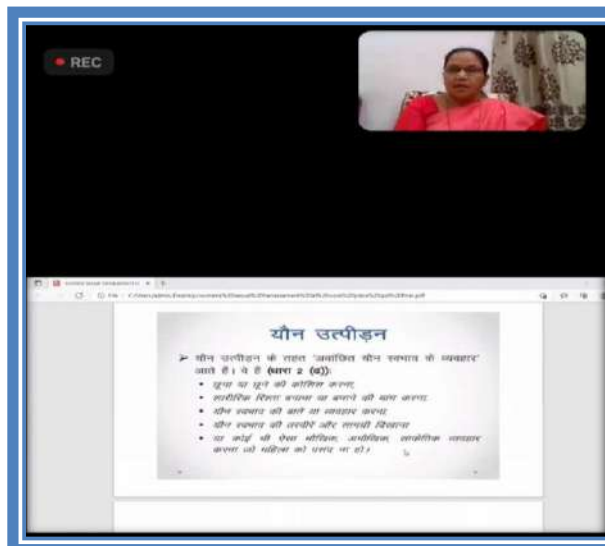 REC
यौन उत्पीड़न
➤ यौन उत्पीड़न के तहत 'अवांछित यौन स्वभाव के व्यवहार'
आते हैं। वे हैं (धारा 2 (ढ)):
• छूना या छूने की कोशिश करना,
• शारीरिक रिश्ता बनाना या बनाने की मांग करना,
• यौन स्वभाव की बातें या व्यवहार करना,
• यौन स्वभाव की तस्वीरें और सामग्री दिखाना
• या कोई भी ऐसा मौखिक, अमौखिक, सांकेतिक व्यवहार
करना जो महिला को पसंद ना हो।